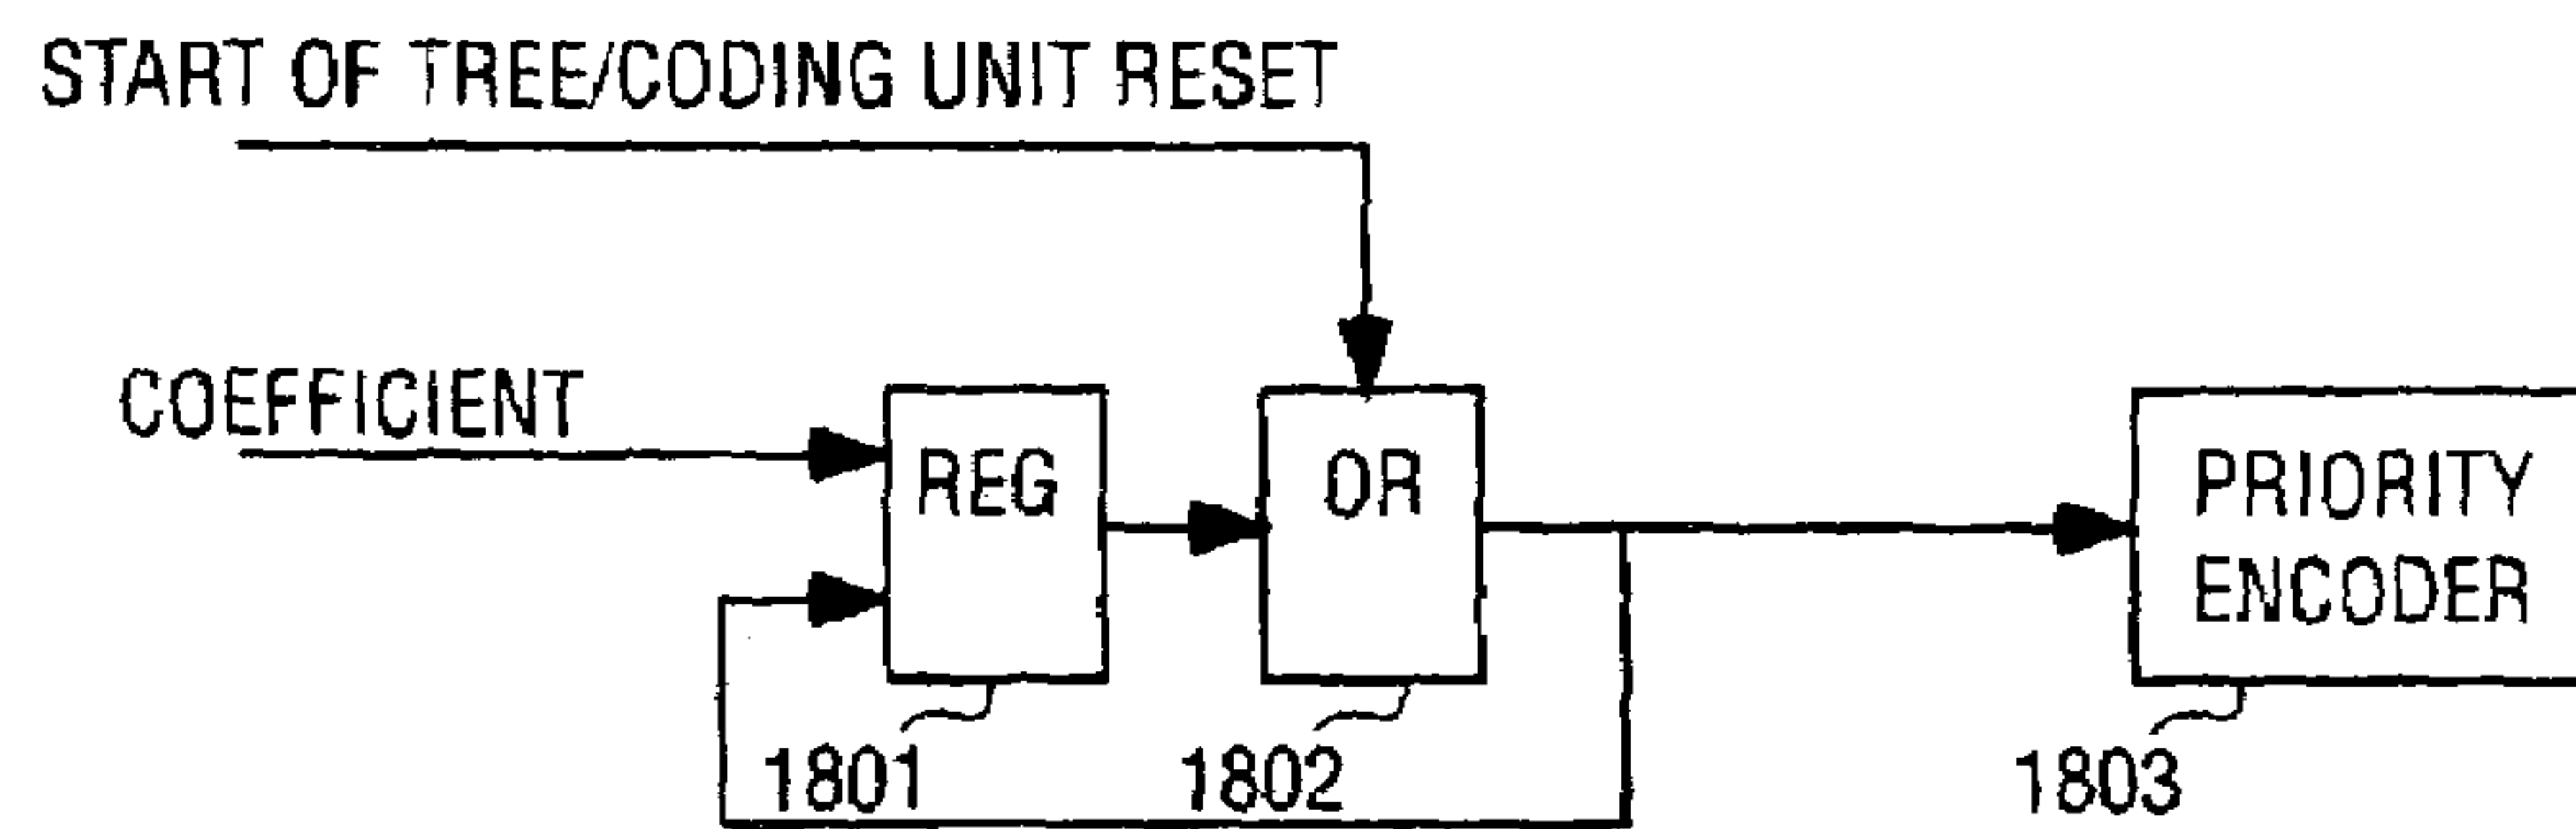 START OF TREE/CODING UNIT RESET
COEFFICIENT
REG
OR
PRIORITY
ENCODER
1801
1802
1803